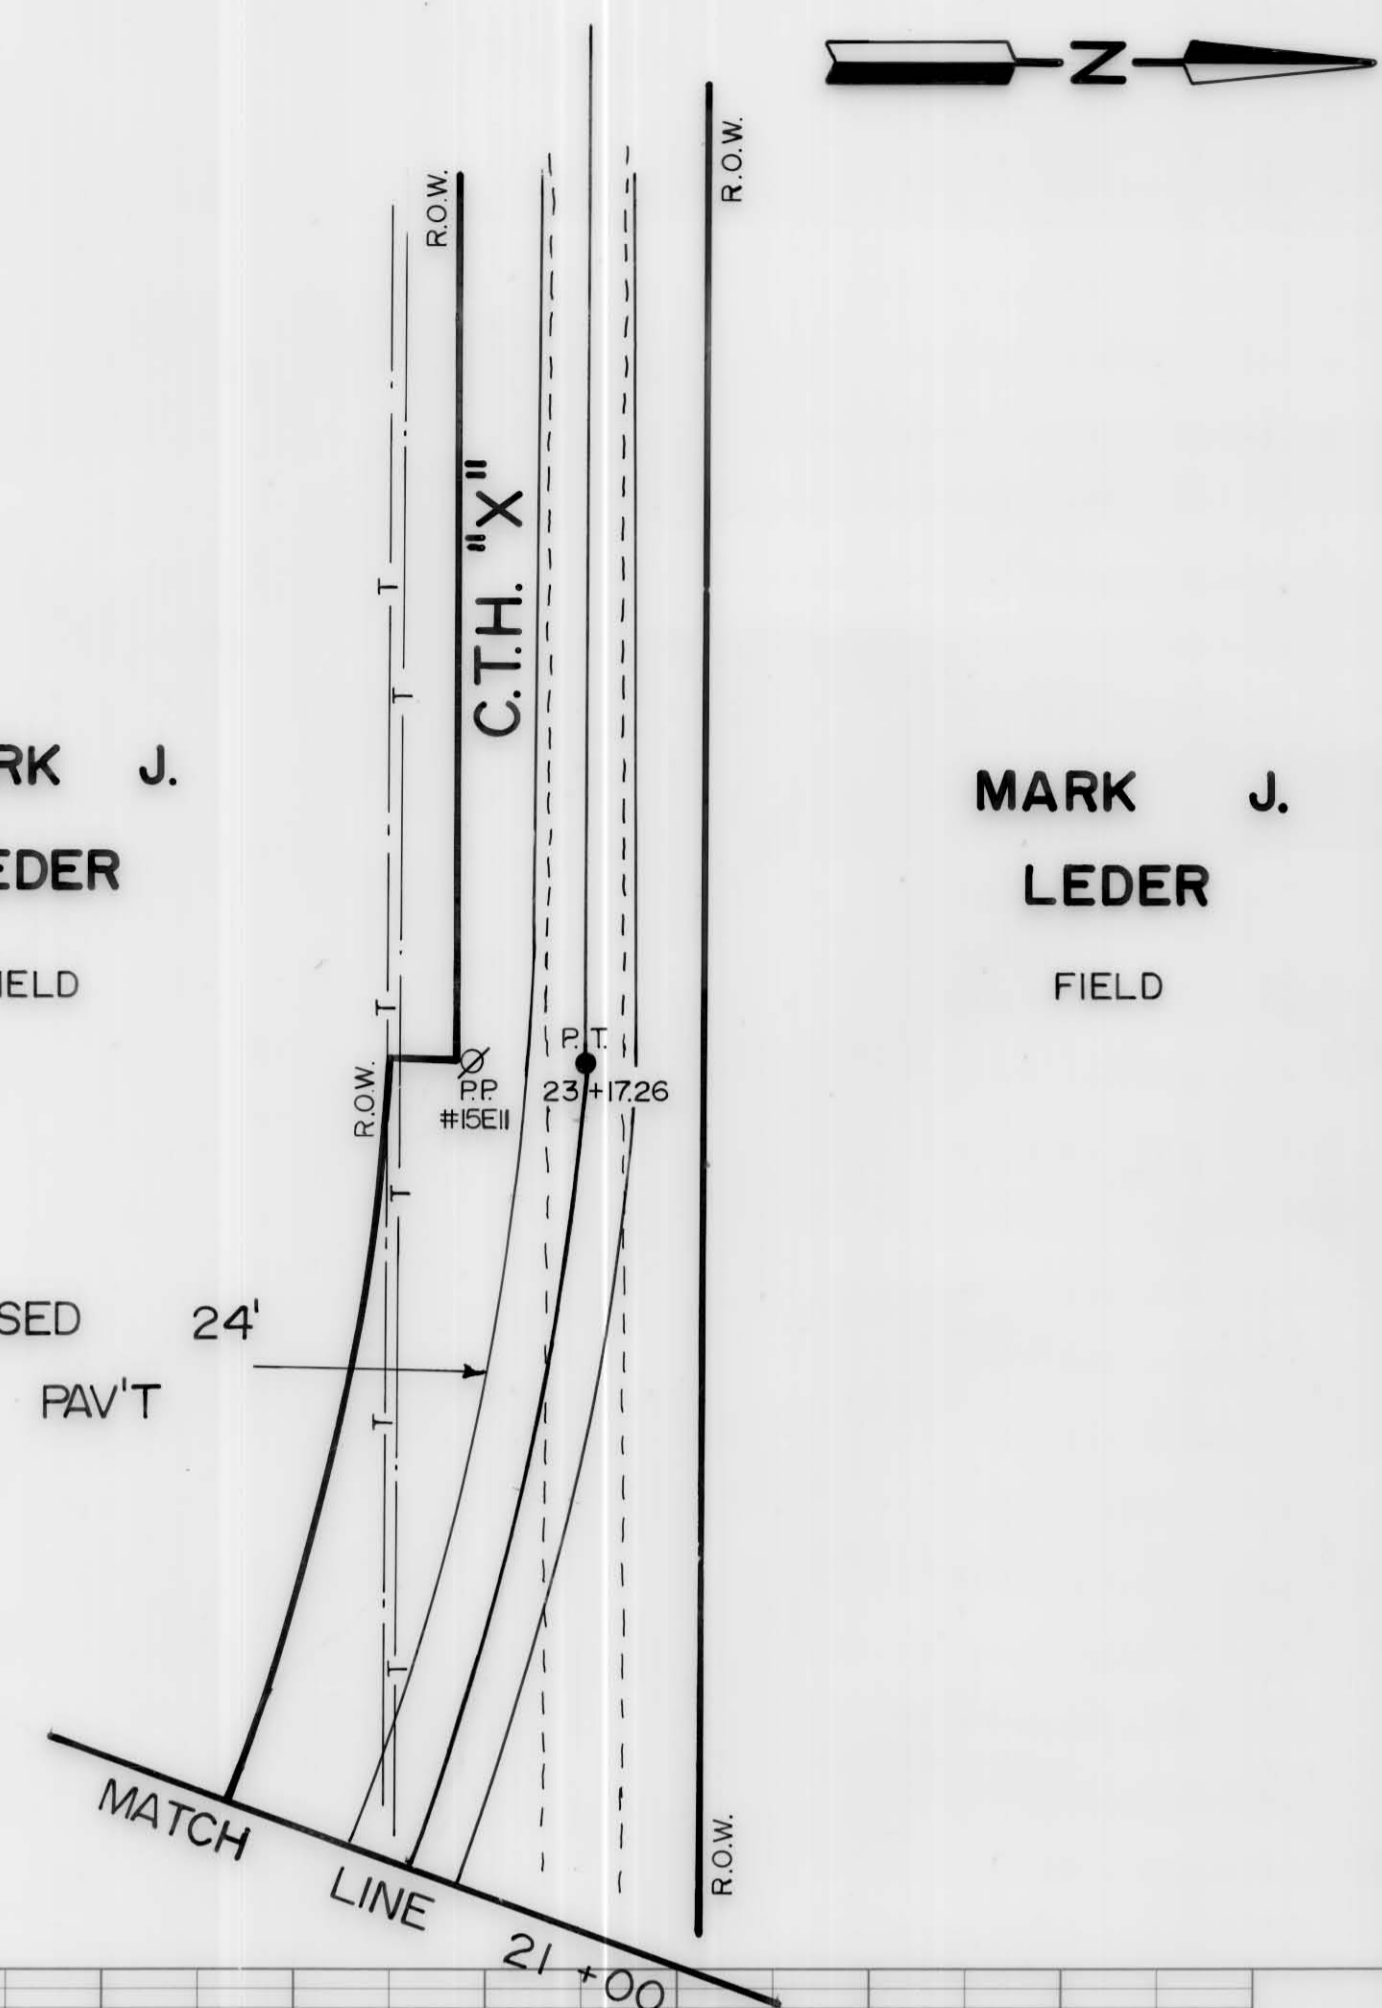 N
R.O.W.
R.O.W.
C.T.H. "X"
T
T
RK J.
EDER
IELD
MARK J.
LEDER
FIELD
T
R.O.W.
P.P.
#15E11
P.T.
23+17.26
T
SED 24'
PAV'T
T
T
R.O.W.
MATCH LINE 21+00